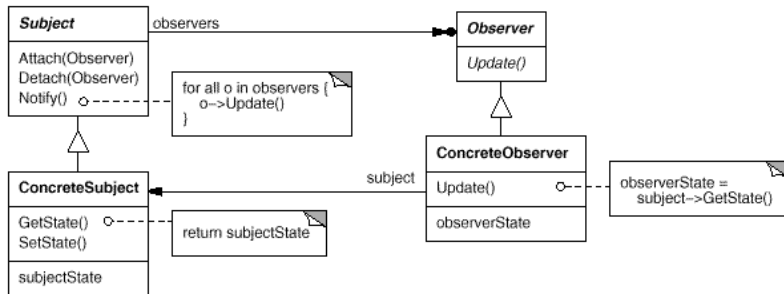 Subject
Attach(Observer)
Detach(Observer)
Notify()
observers
Observer
Update()
for all o in observers {
o->Update()
}
ConcreteSubject
GetState()
SetState()
subjectState
return subjectState
subject
ConcreteObserver
Update()
observerState
observerState =
subject->GetState()